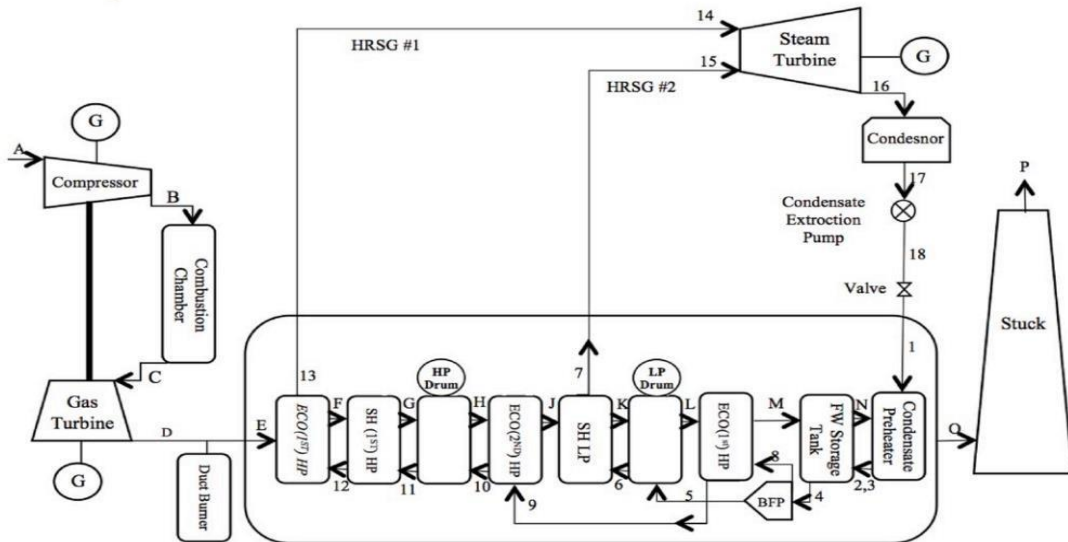 14
HRSG #1
Steam
Turbine
G
15
HRSG #2
16
G
A
Compressor
B
Condesnor
17
P
Condensate
Extroction
Pump
Combustion
Chamber
18
Valve
Stuck
C
Gas
Turbine
13
HP
Drum
7
LP
Drum
1
D
E
ECO(1ST) HP
F
SH (1ST) HP
G
H
ECO(2ND) HP
J
SH LP
K
L
ECO(1st) HP
M
FW Storage
Tank
N
Condensate
Preheater
O
12
11
10
9
6
5
8
BFP
4
2,3
G
Duct Burner